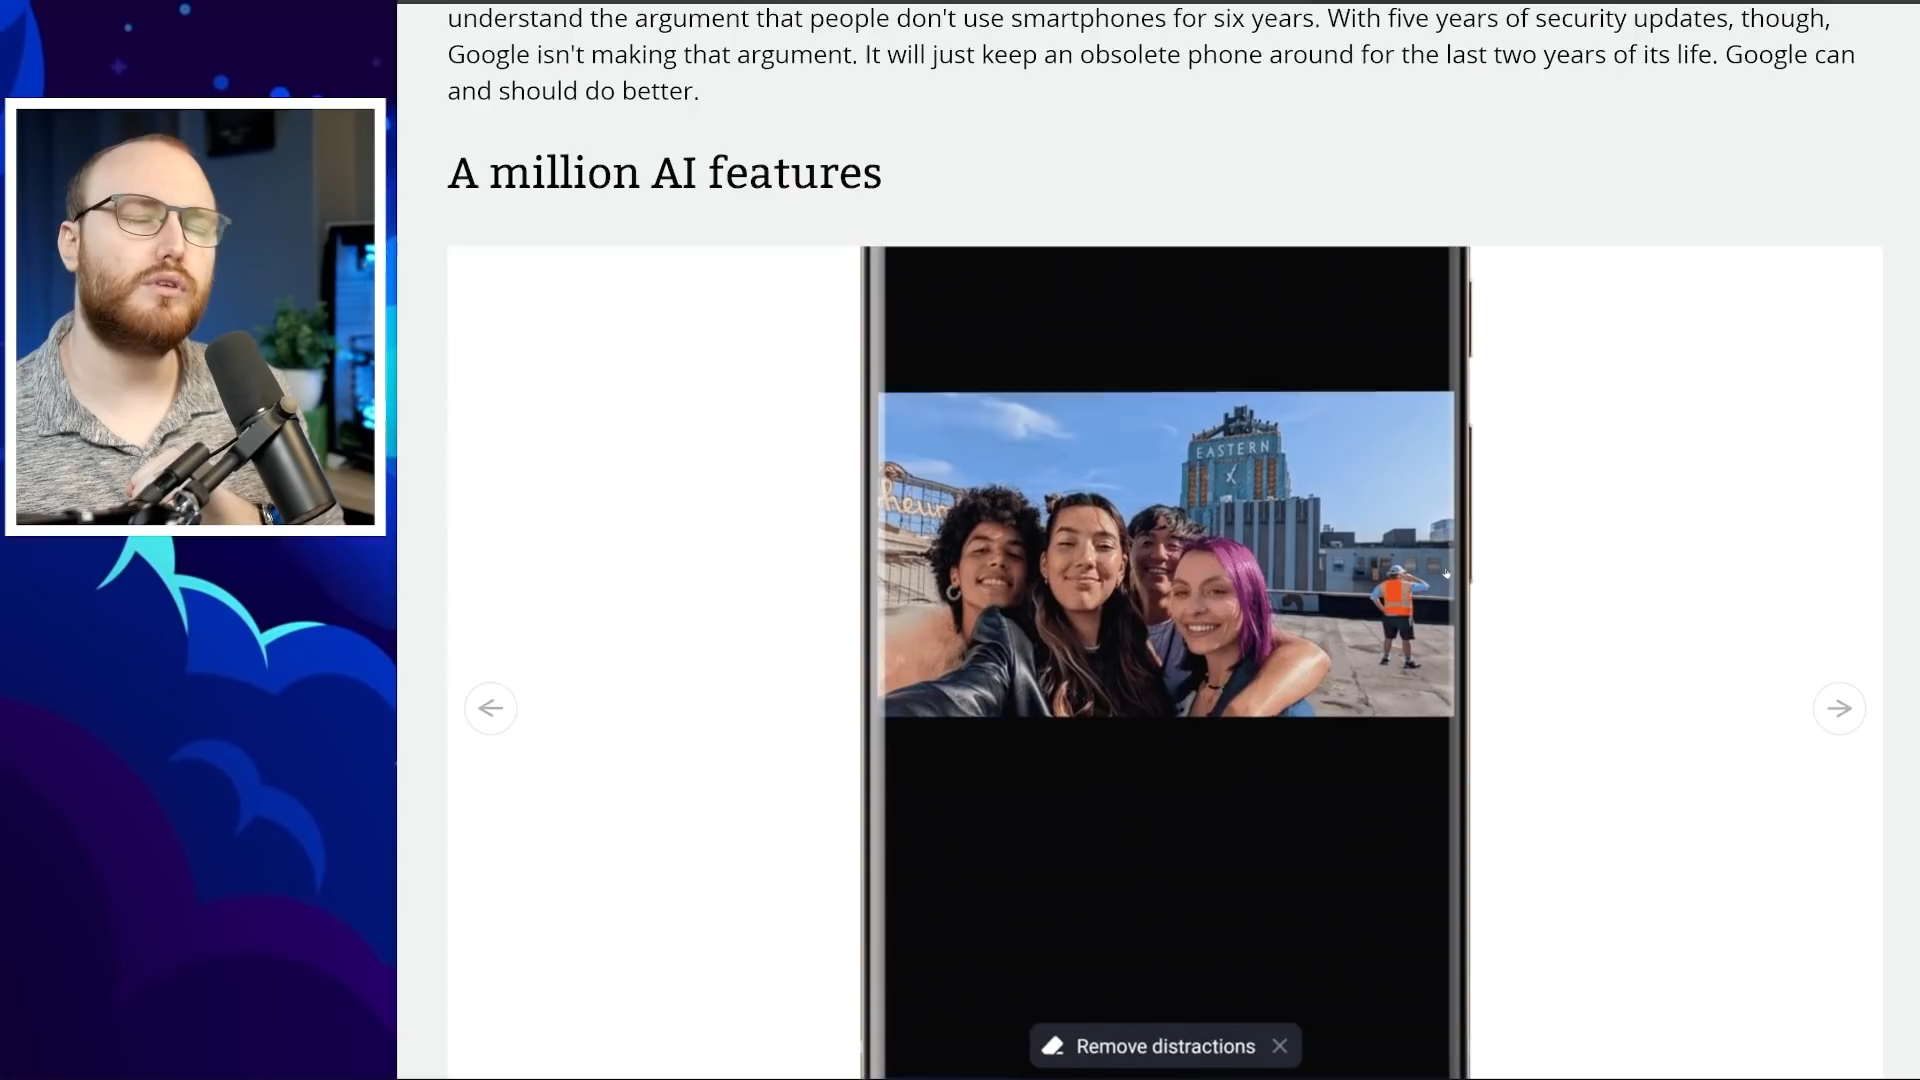 understand the argument that people don't use smartphones for six years. With five years of security updates, though,
Google isn't making that argument. It will just keep an obsolete phone around for the last two years of its life. Google can
and should do better.
A million AI features
EASTERN
Remove distractions